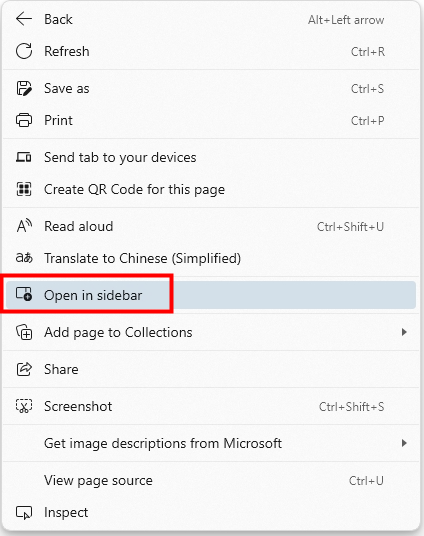 Back Alt+Left arrow
Refresh Ctrl+R
Save as Ctrl+S
Print Ctrl+P
Send tab to your devices
Create QR Code for this page
Read aloud Ctrl+Shift+U
Translate to Chinese (Simplified)
Open in sidebar
Add page to Collections
Share
Screenshot Ctrl+Shift+S
Get image descriptions from Microsoft
View page source Ctrl+U
Inspect